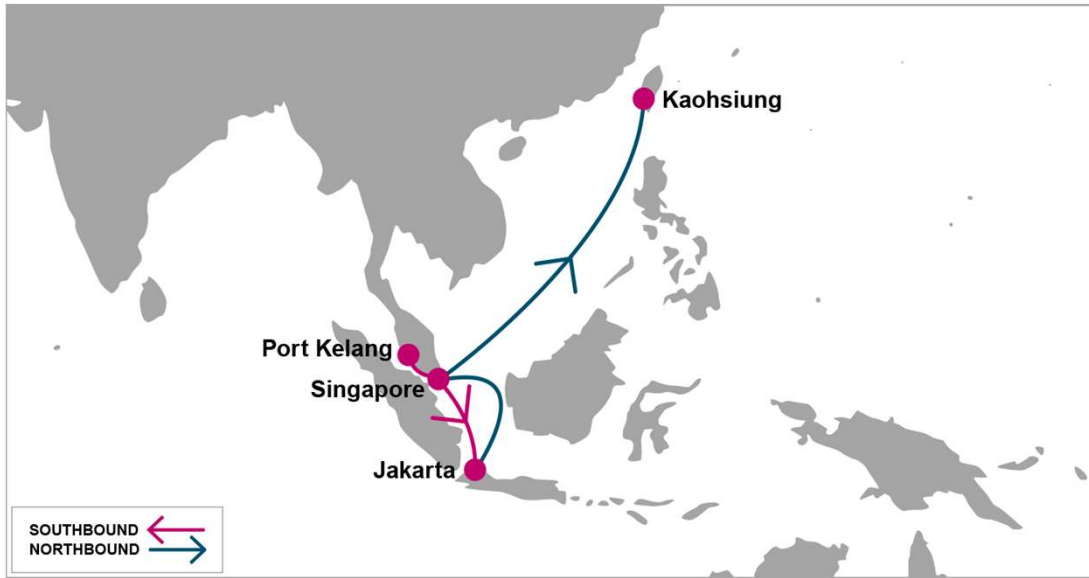 Kaohsiung
Port Kelang
Singapore
Jakarta
SOUTHBOUND
NORTHBOUND